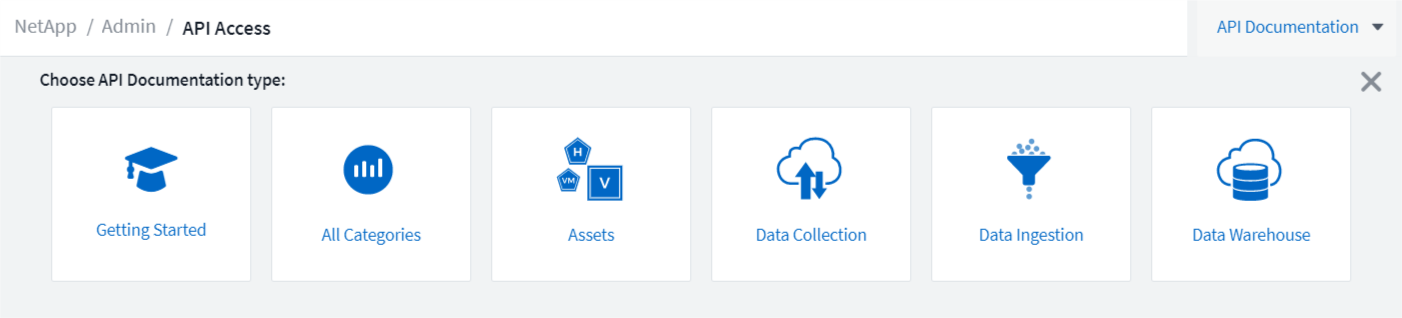 NetApp / Admin / API Access
API Documentation
Choose API Documentation type:
H
VM
V
Getting Started
All Categories
Assets
Data Collection
Data Ingestion
Data Warehouse